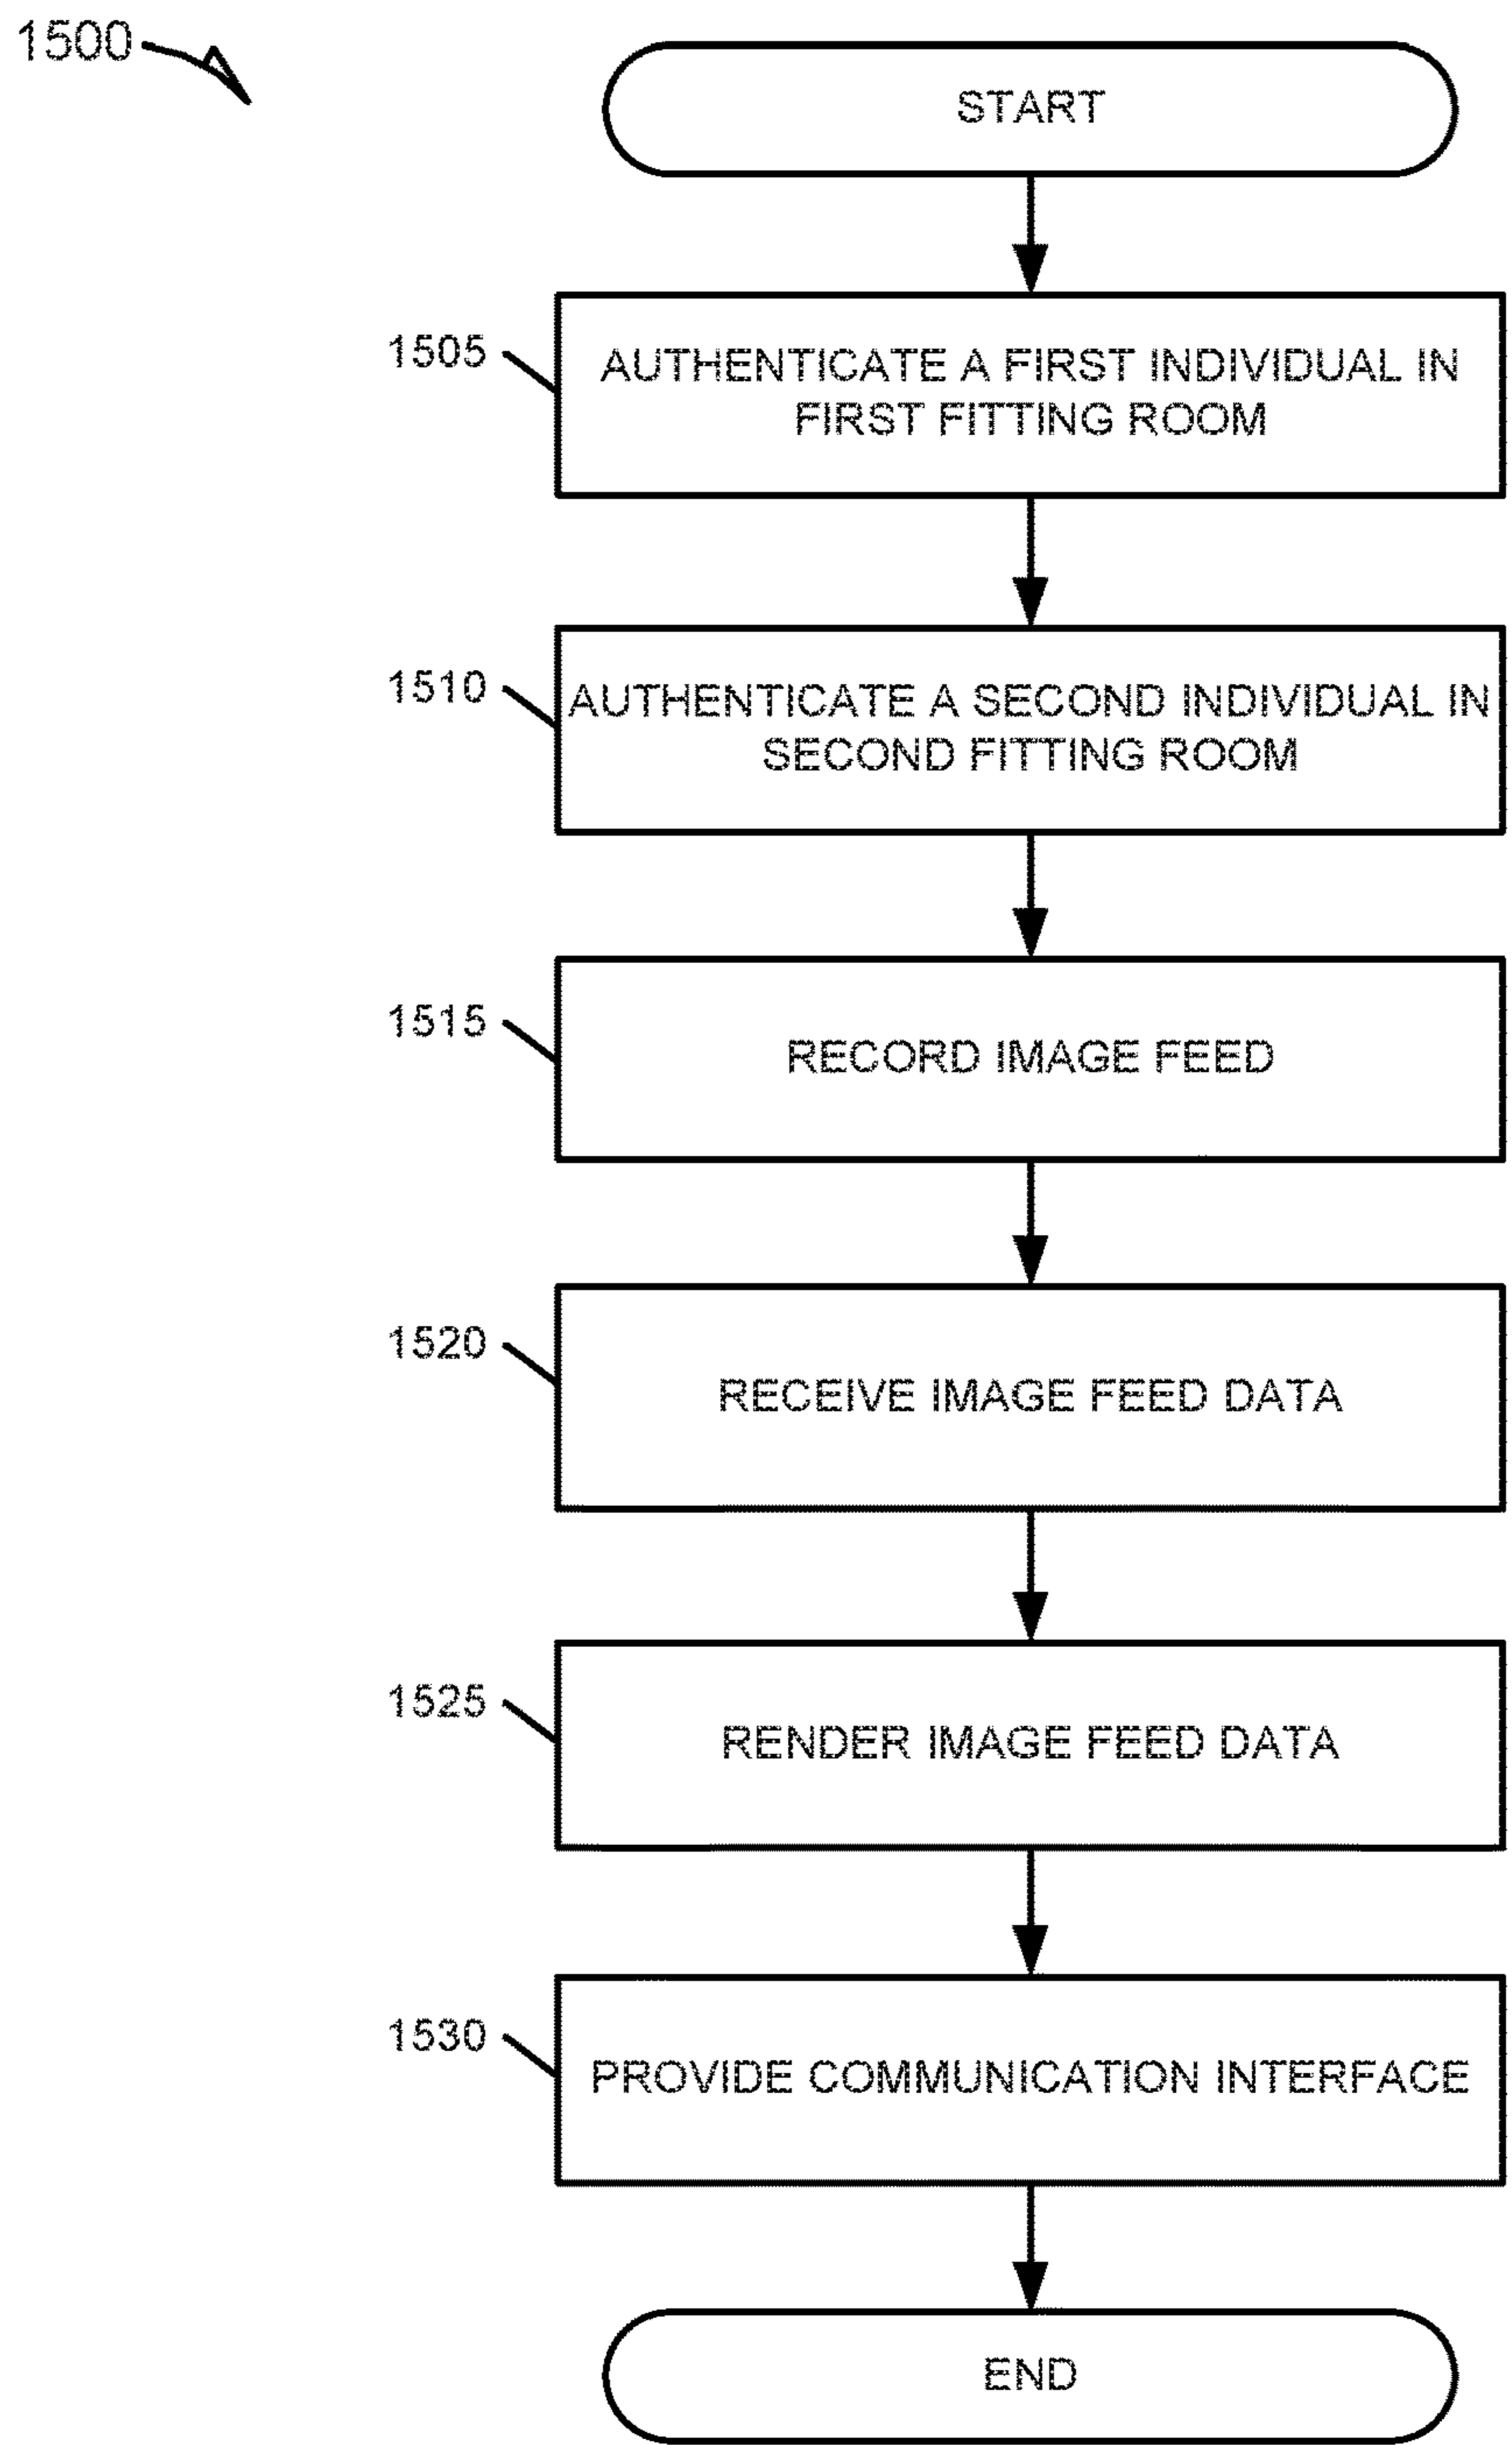 1500
START
1505
AUTHENTICATE A FIRST INDIVIDUAL IN
FIRST FITTING ROOM
1510
AUTHENTICATE A SECOND INDIVIDUAL IN
SECOND FITTING ROOM
1515
RECORD IMAGE FEED
1520
RECEIVE IMAGE FEED DATA
1525
RENDER IMAGE FEED DATA
1530
PROVIDE COMMUNICATION INTERFACE
END